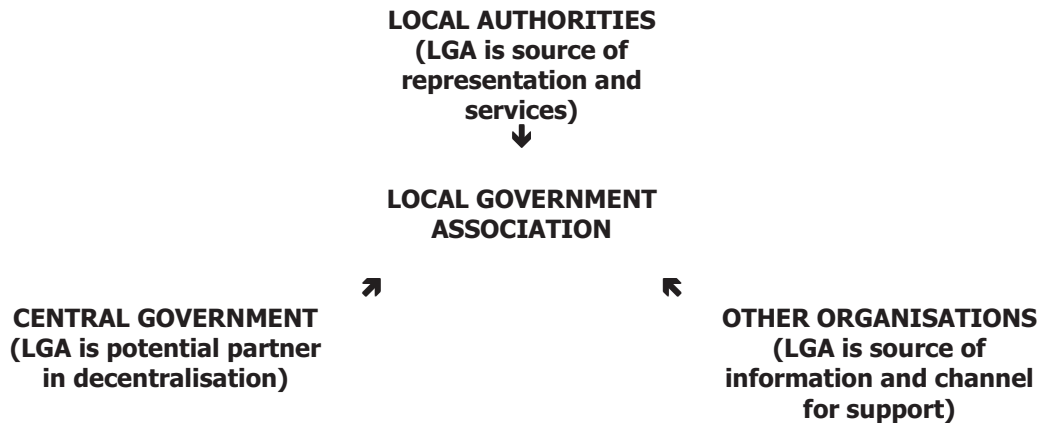 LOCAL AUTHORITIES
(LGA is source of
representation and
services)
LOCAL GOVERNMENT
ASSOCIATION
CENTRAL GOVERNMENT
(LGA is potential partner
in decentralisation)
OTHER ORGANISATIONS
(LGA is source of
information and channel
for support)